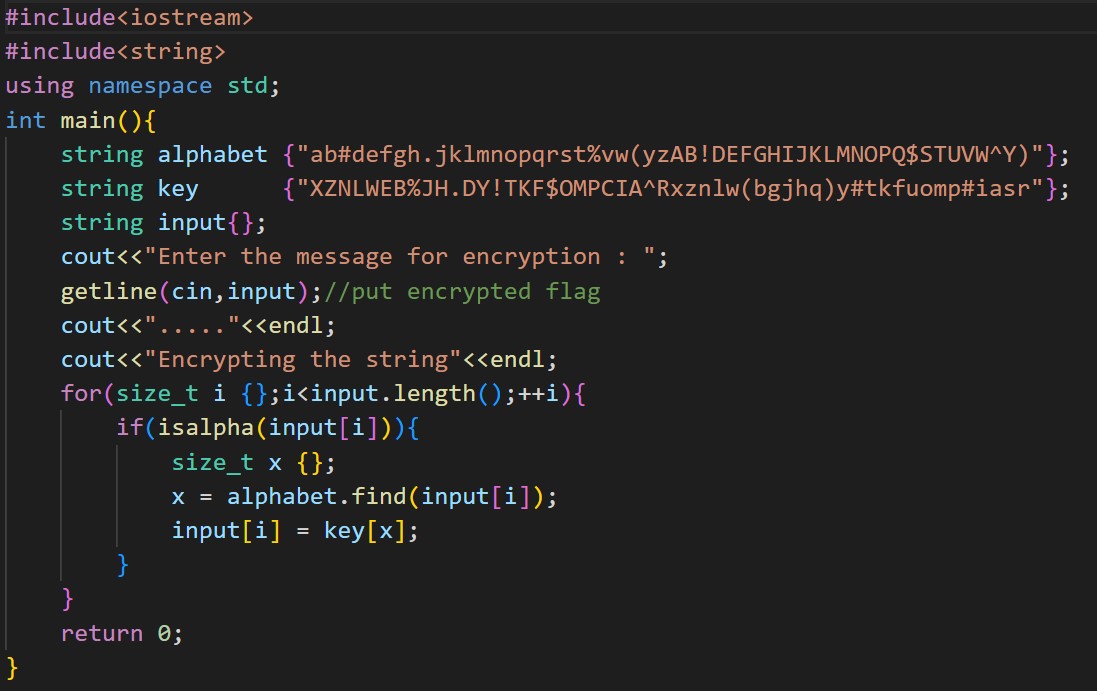 #include<iostream>
#include<string>
using namespace std;
int main(){
    string alphabet {"ab#defgh.jklmnopqrst%vw(yzAB!DEFGHIJKLMNOPQ$STUVW^Y)"};
    string key      {"XZNLWEB%JH.DY!TKF$OMPCIA^Rxznlw(bgjhq)y#tkfuomp#iasr"};
    string input{};
    cout<<"Enter the message for encryption : ";
    getline(cin,input);//put encrypted flag
    cout<<"....."<<endl;
    cout<<"Encrypting the string"<<endl;
    for(size_t i {};i<input.length();++i){
        if(isalpha(input[i])){
            size_t x {};
            x = alphabet.find(input[i]);
            input[i] = key[x];
        }
    }
    return 0;
}